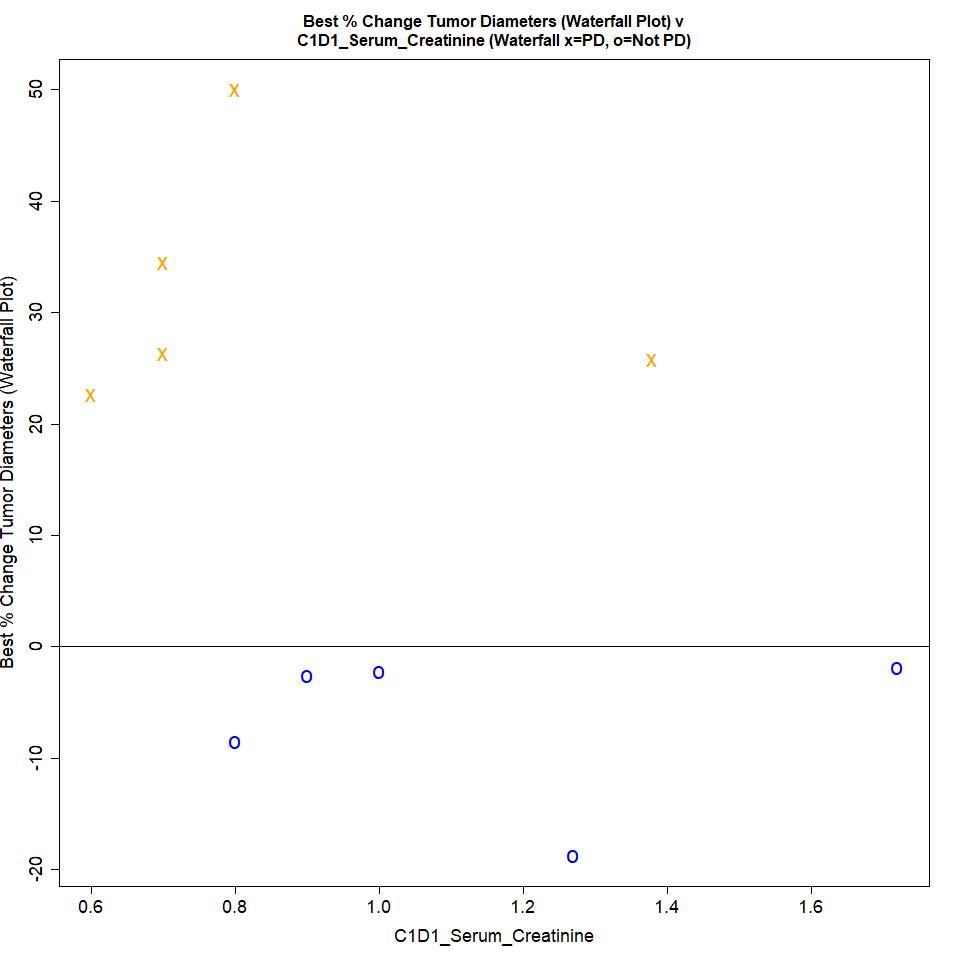 Best % Change Tumor Diameters (Waterfall Plot) v
C1D1_Serum_Creatinine (Waterfall x=PD, o=Not PD)
Best % Change Tumor Diameters (Waterfall Plot)
50
40
30
20
10
0
-10
-20
X
X
X
X
X
O
O
O
O
O
0.6
0.8
1.0
1.2
1.4
1.6
C1D1_Serum_Creatinine